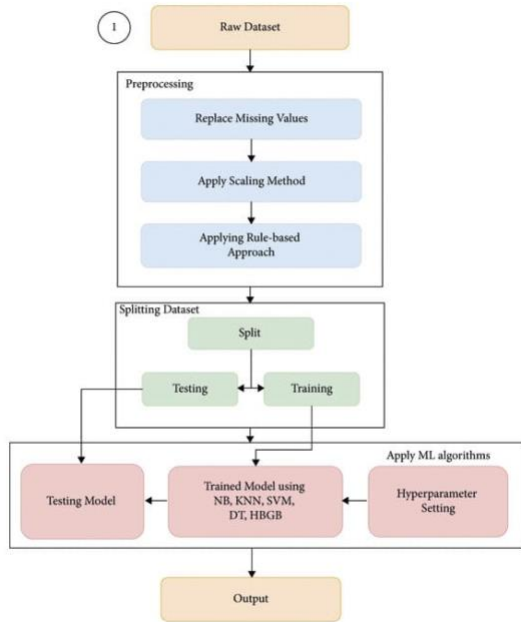 1
Raw Dataset
Preprocessing
Replace Missing Values
Apply Scaling Method
Applying Rule-based
Approach
Splitting Dataset
Split
Testing
Training
Apply ML algorithms
Testing Model
Trained Model using
NB, KNN, SVM,
DT, HBGB
Hyperparameter
Setting
Output